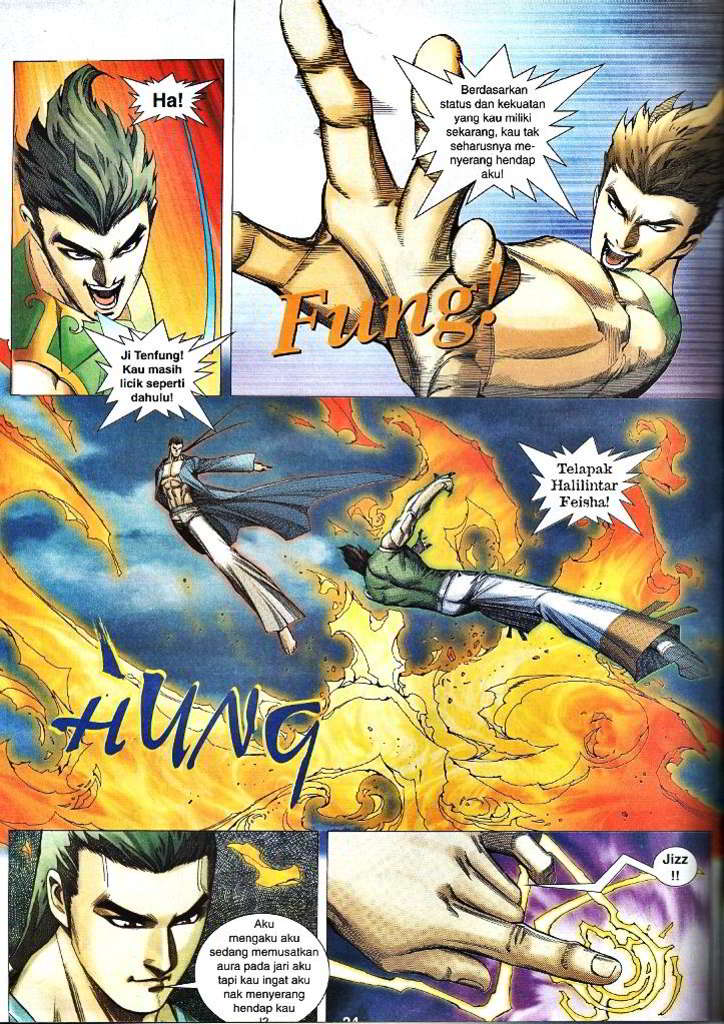 Ha!
Ji Tenfung!
Kau masih
licik seperti
dahulu!
Berdasarkan
status dan kekuatan
yang kau miliki
sekarang, kau tak
seharusnya me-
nyerang hendap
aku!
Fung!
Telapak
Halilintar
Feisha!
HUNG
Aku
mengaku aku
sedang memusatkan
aura pada jari aku
tapi kau ingat aku
nak menyerang
hendap kau
!?
Jizz
!!
24